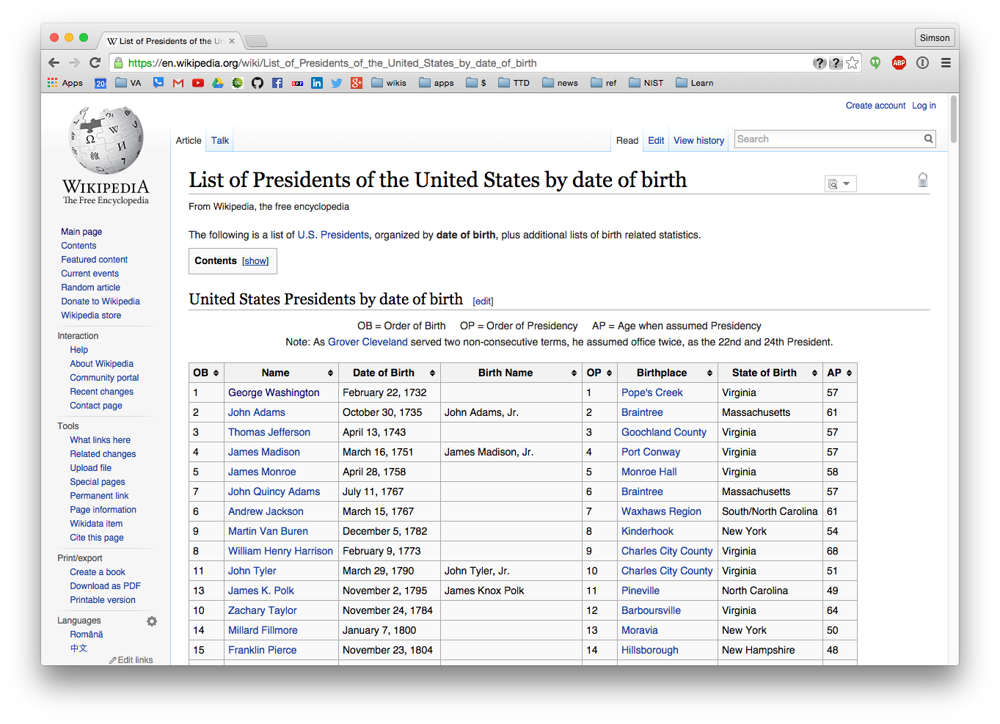 List of Presidents of the Un
Simson
https://en.wikipedia.org/wiki/List_of_Presidents_of_the_United_States_by_date_of_birth
? ? ABP
Apps 20 VA NPR in g+ wikis apps $ TTD news ref NIST Learn
Create account Log in
Article Talk Read Edit View history Search
WIKIPEDIA
The Free Encyclopedia
Main page
Contents
Featured content
Current events
Random article
Donate to Wikipedia
Wikipedia store
Interaction
Help
About Wikipedia
Community portal
Recent changes
Contact page
Tools
What links here
Related changes
Upload file
Special pages
Permanent link
Page information
Wikidata item
Cite this page
Print/export
Create a book
Download as PDF
Printable version
Languages
Română
中文
Edit links
List of Presidents of the United States by date of birth
From Wikipedia, the free encyclopedia
The following is a list of U.S. Presidents, organized by date of birth, plus additional lists of birth related statistics.
Contents [show]
United States Presidents by date of birth [edit]
OB = Order of Birth OP = Order of Presidency AP = Age when assumed Presidency
Note: As Grover Cleveland served two non-consecutive terms, he assumed office twice, as the 22nd and 24th President.
OB Name Date of Birth Birth Name OP Birthplace State of Birth AP
1 George Washington February 22, 1732 1 Pope's Creek Virginia 57
2 John Adams October 30, 1735 John Adams, Jr. 2 Braintree Massachusetts 61
3 Thomas Jefferson April 13, 1743 3 Goochland County Virginia 57
4 James Madison March 16, 1751 James Madison, Jr. 4 Port Conway Virginia 57
5 James Monroe April 28, 1758 5 Monroe Hall Virginia 58
7 John Quincy Adams July 11, 1767 6 Braintree Massachusetts 57
6 Andrew Jackson March 15, 1767 7 Waxhaws Region South/North Carolina 61
9 Martin Van Buren December 5, 1782 8 Kinderhook New York 54
8 William Henry Harrison February 9, 1773 9 Charles City County Virginia 68
11 John Tyler March 29, 1790 John Tyler, Jr. 10 Charles City County Virginia 51
13 James K. Polk November 2, 1795 James Knox Polk 11 Pineville North Carolina 49
10 Zachary Taylor November 24, 1784 12 Barboursville Virginia 64
14 Millard Fillmore January 7, 1800 13 Moravia New York 50
15 Franklin Pierce November 23, 1804 14 Hillsborough New Hampshire 48